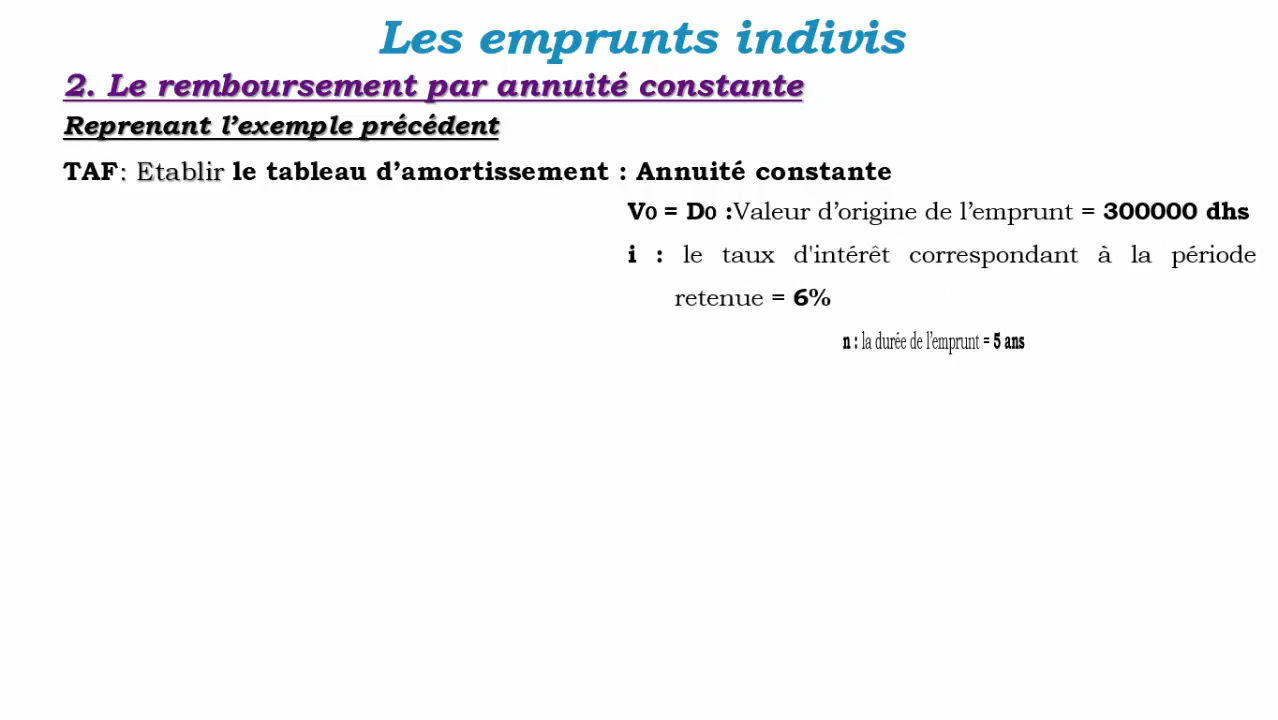 Les emprunts indivis
2. Le remboursement par annuité constante
Reprenant l’exemple précédent
TAF: Etablir le tableau d’amortissement : Annuité constante
V0 = D0 :Valeur d’origine de l’emprunt = 300000 dhs
i : le taux d'intérêt correspondant à la période
retenue = 6%
n : la durée de l’emprunt = 5 ans